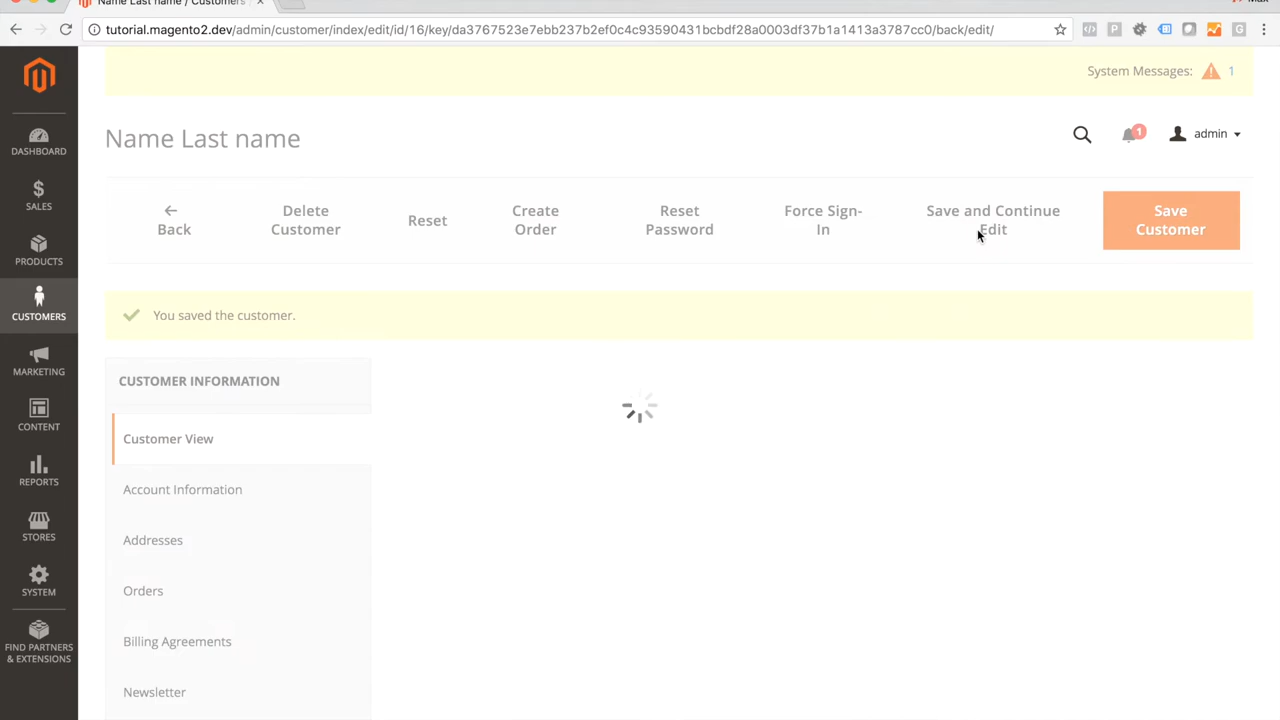 Name Last name / Customers
tutorial.magento2.dev/admin/customer/index/edit/id/16/key/da3767523e7ebb237b2ef0c4c93590431bcbdf28a0003df37b1a1413a3787cc0/back/edit/
System Messages: 1
Name Last name
1
admin
← Back
Delete Customer
Reset
Create Order
Reset Password
Force Sign-In
Save and Continue Edit
Save Customer
You saved the customer.
CUSTOMER INFORMATION
Customer View
Account Information
Addresses
Orders
Billing Agreements
Newsletter
DASHBOARD
$
SALES
PRODUCTS
CUSTOMERS
MARKETING
CONTENT
REPORTS
STORES
SYSTEM
FIND PARTNERS
& EXTENSIONS